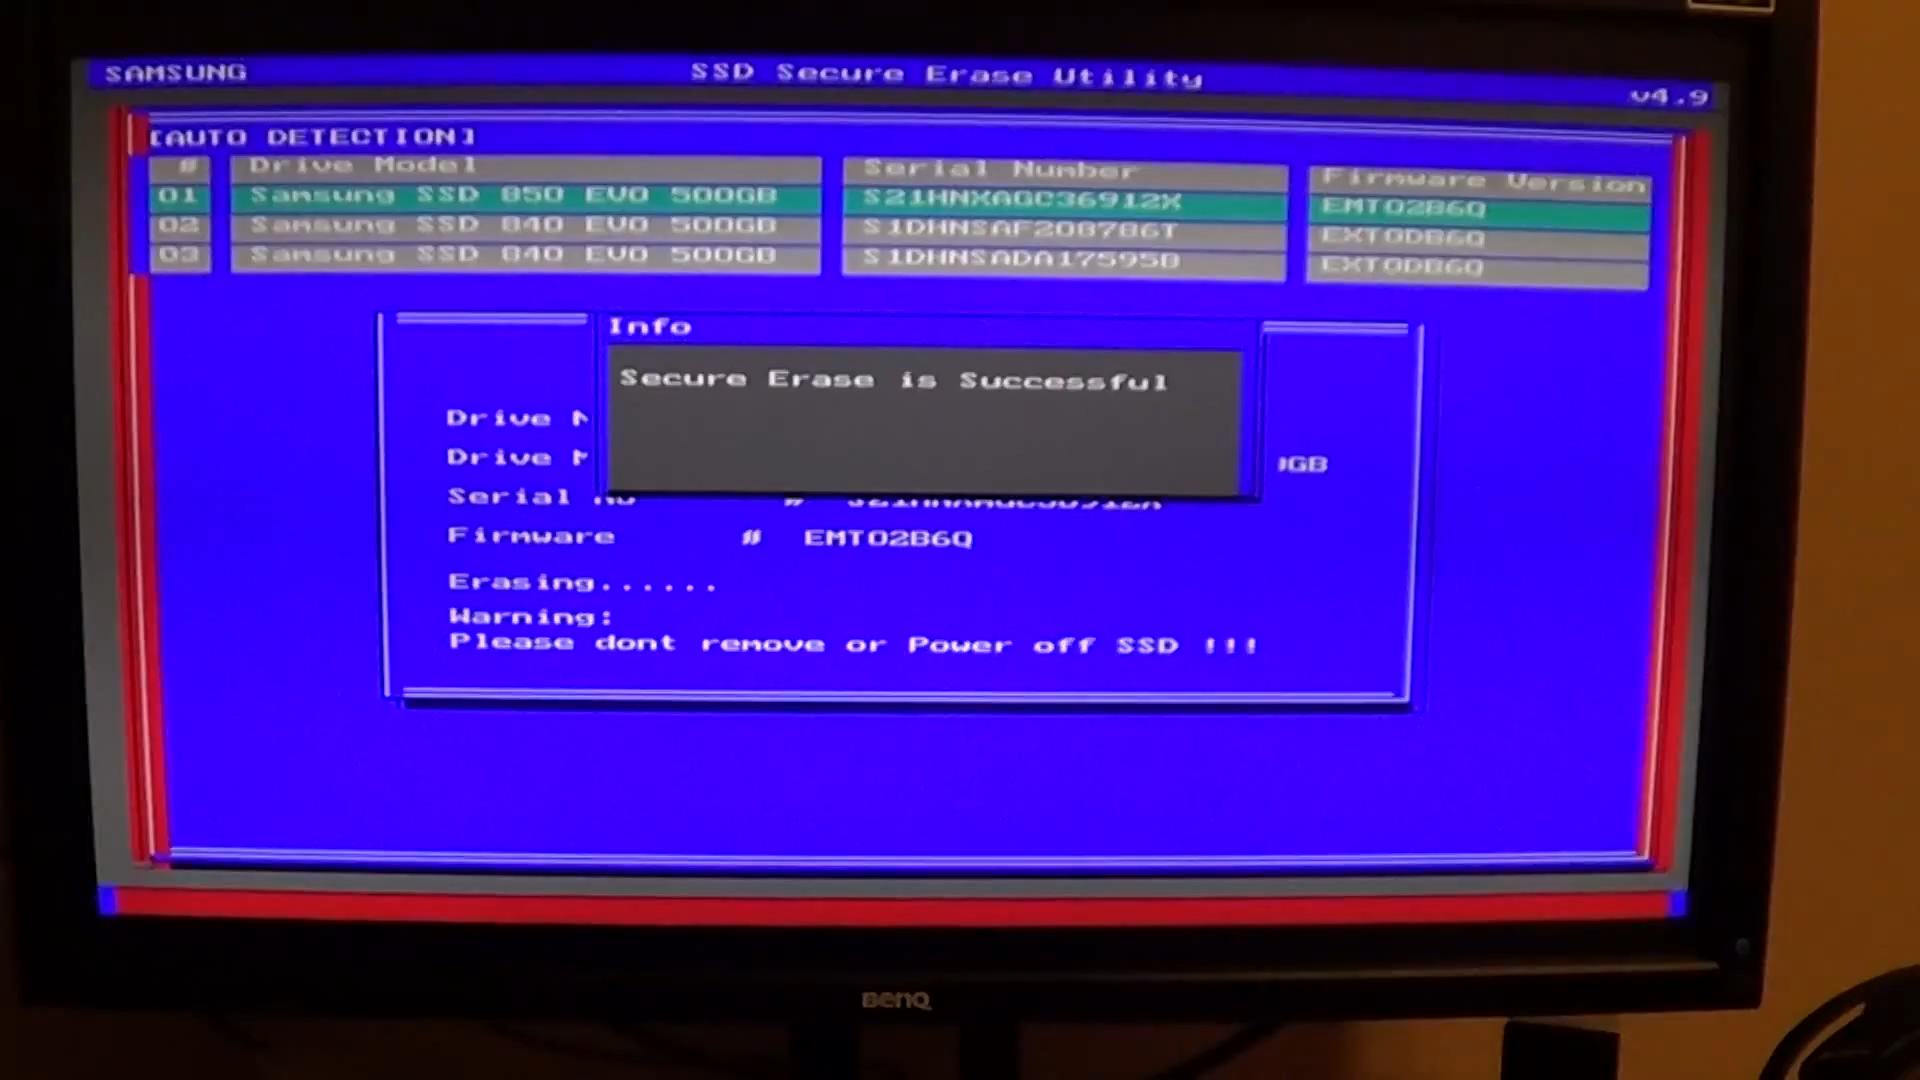 SAMSUNG SSD Secure Erase Utility v4.9
[AUTO DETECTION]
# Drive Model Serial Number Firmware Version
01 Samsung SSD 850 EVO 500GB S21HNXAGC36912X EMT02B6Q
02 Samsung SSD 840 EVO 500GB S1DHNSAF208786T EXT0DB6Q
03 Samsung SSD 840 EVO 500GB S1DHNSADA17595B EXT0DB6Q
Info
Secure Erase is Successful
Drive
Drive GB
Serial No #
Firmware # EMT02B6Q
Erasing......
Warning:
Please dont remove or Power off SSD !!!
BenQ